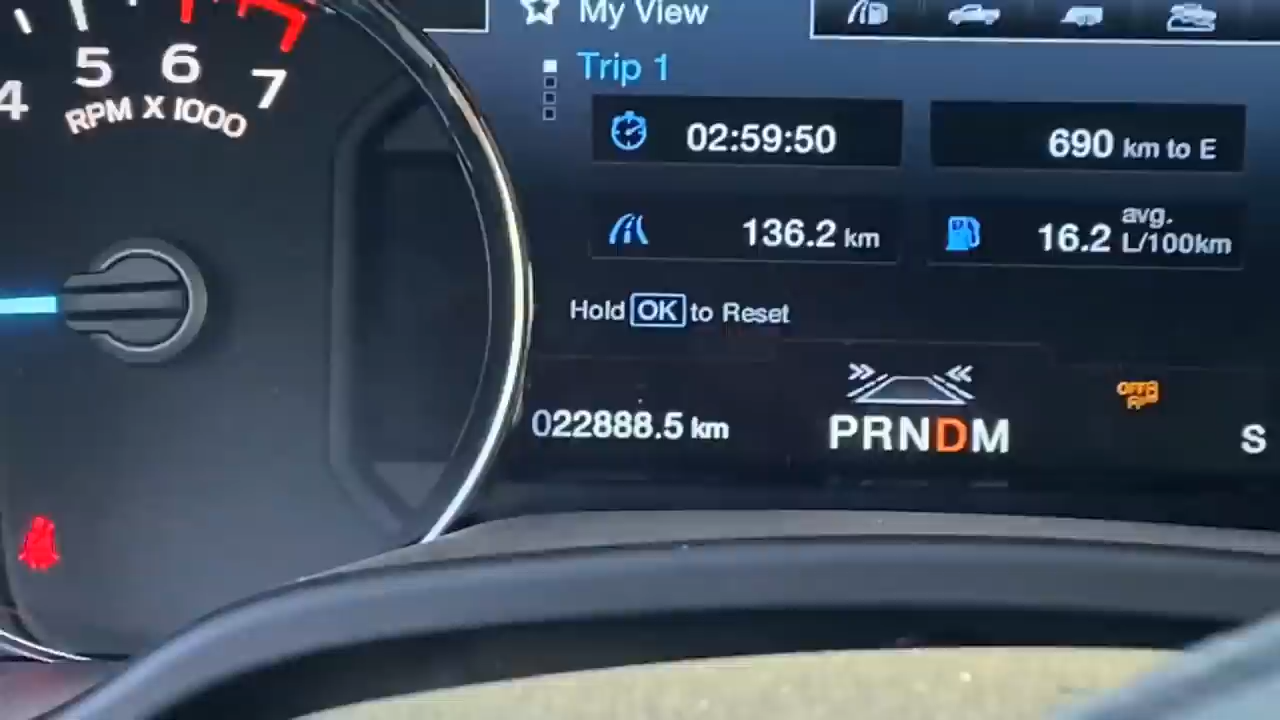 My View
Trip 1
02:59:50
690 km to E
136.2 km
16.2 avg. L/100km
Hold OK to Reset
022888.5 km
PRNDM
OFF
S
4 5 6 7
RPM X 1000